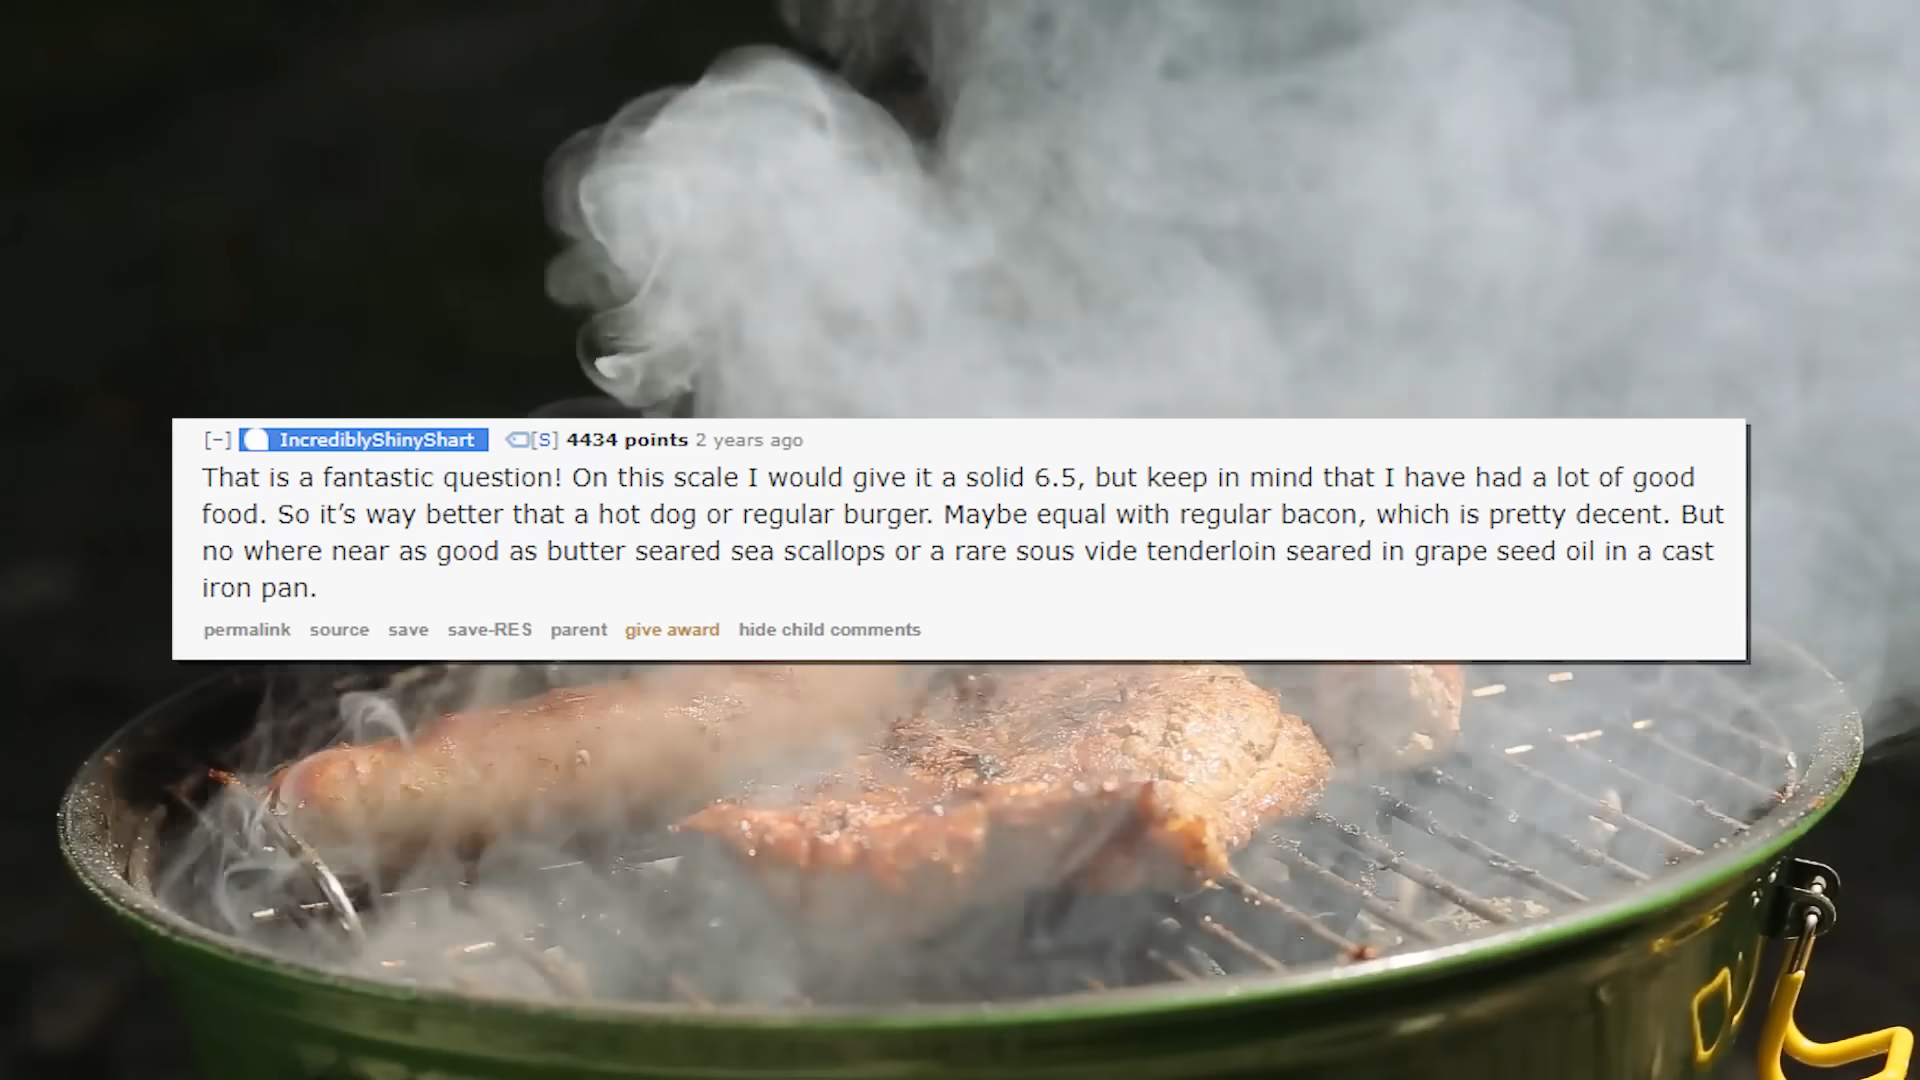 [-] IncrediblyShinyShart [S] 4434 points 2 years ago
That is a fantastic question! On this scale I would give it a solid 6.5, but keep in mind that I have had a lot of good
food. So it’s way better that a hot dog or regular burger. Maybe equal with regular bacon, which is pretty decent. But
no where near as good as butter seared sea scallops or a rare sous vide tenderloin seared in grape seed oil in a cast
iron pan.
permalink source save save-RES parent give award hide child comments